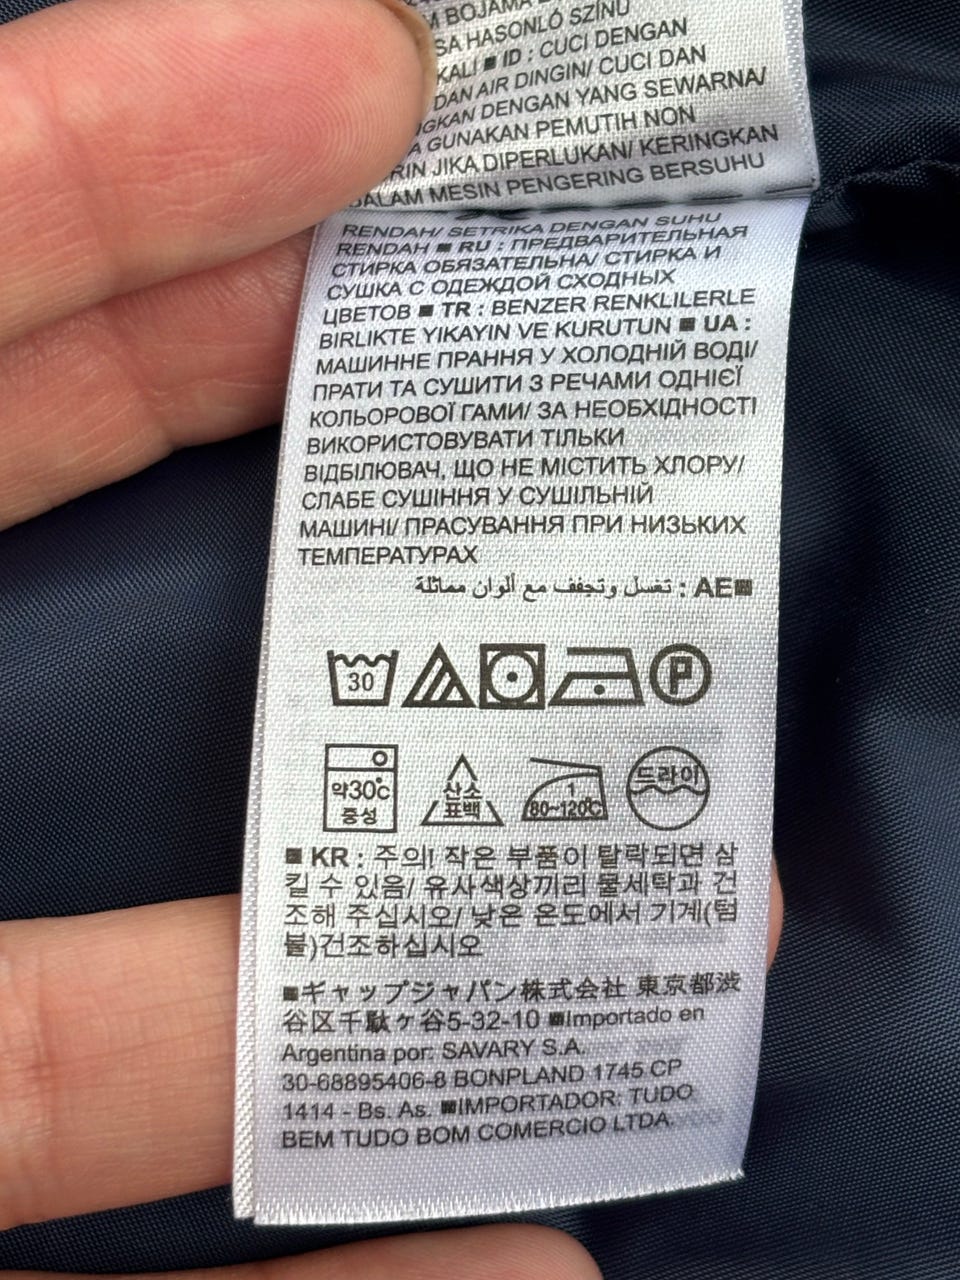 M BOJAMA
SA HASONLÓ SZÍNŰ
KALI ■ ID : CUCI DENGAN
DAN AIR DINGIN/ CUCI DAN
DENGAN YANG SEWARNA/
GUNAKAN PEMUTIH NON
RIN JIKA DIPERLUKAN/ KERINGKAN
DALAM MESIN PENGERING BERSUHU
RENDAH/ SETRIKA DENGAN SUHU
RENDAH ■ RU : ПРЕДВАРИТЕЛЬНАЯ
СТИРКА ОБЯЗАТЕЛЬНА/ СТИРКА И
СУШКА С ОДЕЖДОЙ СХОДНЫХ
ЦВЕТОВ ■ TR : BENZER RENKLILERLE
BIRLIKTE YIKAYIN VE KURUTUN ■ UA :
МАШИННЕ ПРАННЯ У ХОЛОДНІЙ ВОДІ/
ПРАТИ ТА СУШИТИ З РЕЧАМИ ОДНІЄЇ
КОЛЬОРОВОЇ ГАМИ/ ЗА НЕОБХІДНОСТІ
ВИКОРИСТОВУВАТИ ТІЛЬКИ
ВІДБІЛЮВАЧ, ЩО НЕ МІСТИТЬ ХЛОРУ/
СЛАБЕ СУШІННЯ У СУШІЛЬНІЙ
МАШИНІ/ ПРАСУВАННЯ ПРИ НИЗЬКИХ
ТЕМПЕРАТУРАХ
■AE : تغسل وتجفف مع ألوان مماثلة
30 P
약30℃ 산소 1 드라이
중성 표백 80~120℃
■ KR : 주의! 작은 부품이 탈락되면 삼
킬 수 있음/ 유사색상끼리 물세탁과 건
조해 주십시오/ 낮은 온도에서 기계(텀
블)건조하십시오
■ギャップジャパン株式会社 東京都渋
谷区千駄ヶ谷5-32-10 ■Importado en
Argentina por: SAVARY S.A.
30-68895406-8 BONPLAND 1745 CP
1414 - Bs. As. ■IMPORTADOR: TUDO
BEM TUDO BOM COMERCIO LTDA.